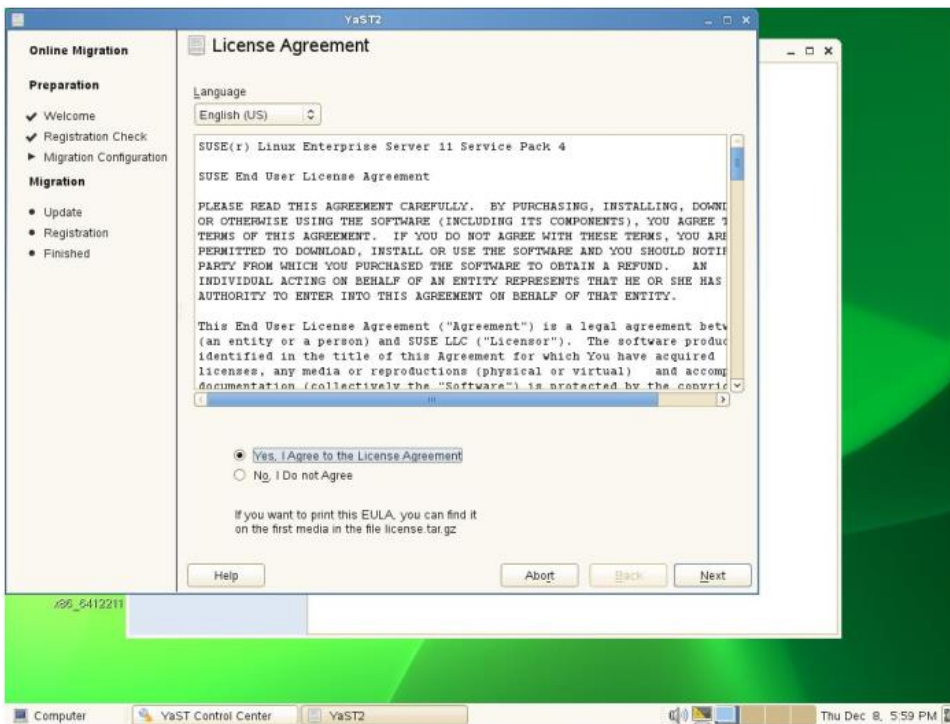 YaST2
Online Migration
Preparation
Welcome
Registration Check
Migration Configuration
Migration
Update
Registration
Finished
License Agreement
Language
English (US)
SUSE(r) Linux Enterprise Server 11 Service Pack 4
SUSE End User License Agreement
PLEASE READ THIS AGREEMENT CAREFULLY. BY PURCHASING, INSTALLING, DOWNL
OR OTHERWISE USING THE SOFTWARE (INCLUDING ITS COMPONENTS), YOU AGREE T
TERMS OF THIS AGREEMENT. IF YOU DO NOT AGREE WITH THESE TERMS, YOU ARE
PERMITTED TO DOWNLOAD, INSTALL OR USE THE SOFTWARE AND YOU SHOULD NOTIF
PARTY FROM WHICH YOU PURCHASED THE SOFTWARE TO OBTAIN A REFUND. AN
INDIVIDUAL ACTING ON BEHALF OF AN ENTITY REPRESENTS THAT HE OR SHE HAS
AUTHORITY TO ENTER INTO THIS AGREEMENT ON BEHALF OF THAT ENTITY.
This End User License Agreement ("Agreement") is a legal agreement betw
(an entity or a person) and SUSE LLC ("Licensor"). The software produc
identified in the title of this Agreement for which You have acquired
licenses, any media or reproductions (physical or virtual) and accomp
documentation (collectively the "Software") is protected by the copyric
Yes, I Agree to the License Agreement
No, I Do not Agree
If you want to print this EULA, you can find it
on the first media in the file license.tar.gz
Help
Abort
Back
Next
x86_6412211
Computer
YaST Control Center
YaST2
Thu Dec 8, 5:59 PM